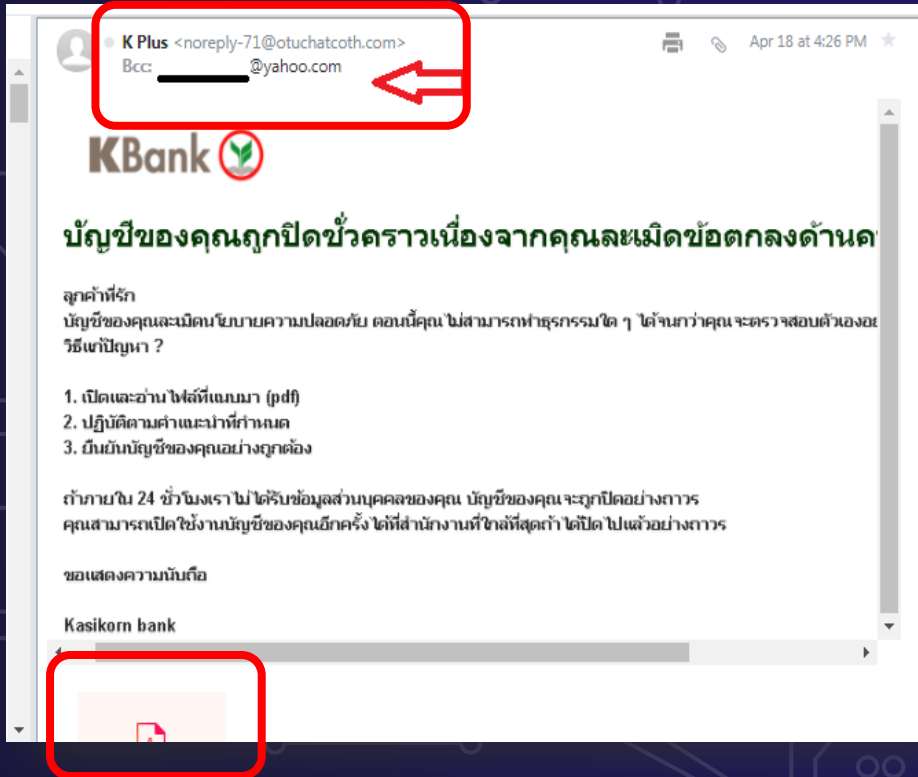 K Plus <noreply-71@otuchatcoth.com>
Apr 18 at 4:26 PM
Bcc: @yahoo.com
KBank
บัญชีของคุณถูกปิดชั่วคราวเนื่องจากคุณละเมิดข้อตกลงด้านค
ลูกค้าที่รัก
บัญชีของคุณละเมิดนโยบายความปลอดภัย ตอนนี้คุณไม่สามารถทำธุรกรรมใด ๆ ได้จนกว่าคุณจะตรวจสอบตัวเองอย
วิธีแก้ปัญหา ?
1. เปิดและอ่านไฟล์ที่แนบมา (pdf)
2. ปฏิบัติตามคำแนะนำที่กำหนด
3. ยืนยันบัญชีของคุณอย่างถูกต้อง
ถ้าภายใน 24 ชั่วโมงเราไม่ได้รับข้อมูลส่วนบุคคลของคุณ บัญชีของคุณจะถูกปิดอย่างถาวร
คุณสามารถเปิดใช้งานบัญชีของคุณอีกครั้งได้ที่สำนักงานที่ใกล้ที่สุดถ้าได้ปิดไปแล้วอย่างถาวร
ขอแสดงความนับถือ
Kasikorn bank